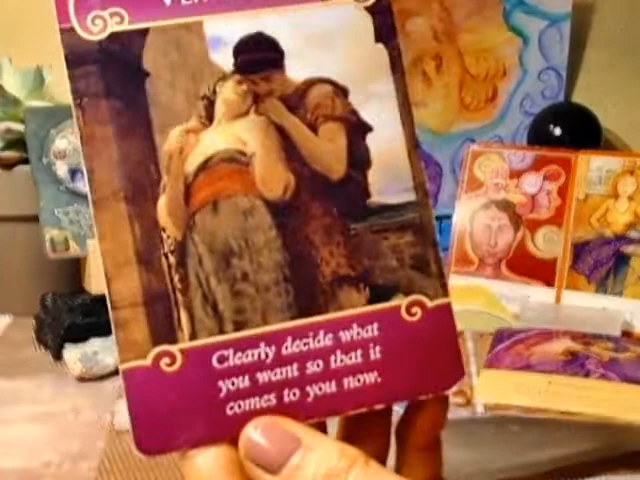 Clearly decide what
you want so that it
comes to you now.